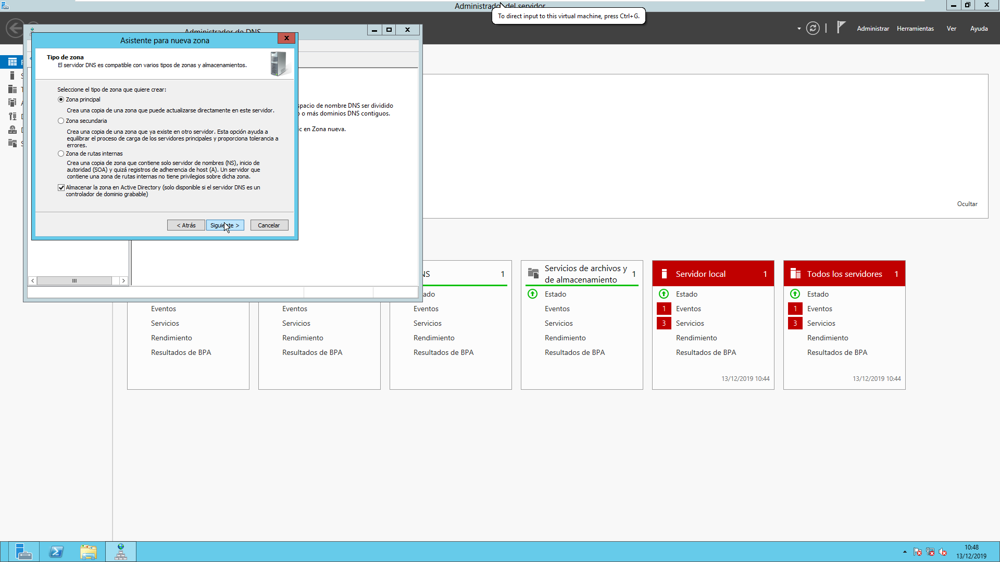 Administrador del servidor
To direct input to this virtual machine, press Ctrl+G.
Administrar
Herramientas
Ver
Ayuda
Administrador de DNS
Asistente para nueva zona
Tipo de zona
El servidor DNS es compatible con varios tipos de zonas y almacenamientos.
Seleccione el tipo de zona que quiere crear:
Zona principal
Crea una copia de una zona que puede actualizarse directamente en este servidor.
Zona secundaria
Crea una copia de una zona que ya existe en otro servidor. Esta opción ayuda a
equilibrar el proceso de carga de los servidores principales y proporciona tolerancia a
errores.
Zona de rutas internas
Crea una copia de zona que contiene solo servidor de nombres (NS), inicio de
autoridad (SOA) y quizá registros de adherencia de host (A). Un servidor que
contiene una zona de rutas internas no tiene privilegios sobre dicha zona.
Almacenar la zona en Active Directory (solo disponible si el servidor DNS es un
controlador de dominio grabable)
< Atrás
Siguiente >
Cancelar
spacio de nombre DNS ser dividido
o o más dominios DNS contiguos.
ic en Zona nueva.
Ocultar
Eventos
Servicios
Rendimiento
Resultados de BPA
Eventos
Servicios
Rendimiento
Resultados de BPA
NS 1
ado
Eventos
Servicios
Rendimiento
Resultados de BPA
Servicios de archivos y
de almacenamiento
1
Estado
Eventos
Servicios
Rendimiento
Resultados de BPA
Servidor local 1
Estado
1 Eventos
3 Servicios
Rendimiento
Resultados de BPA
13/12/2019 10:44
Todos los servidores 1
Estado
1 Eventos
3 Servicios
Rendimiento
Resultados de BPA
13/12/2019 10:44
10:48
13/12/2019